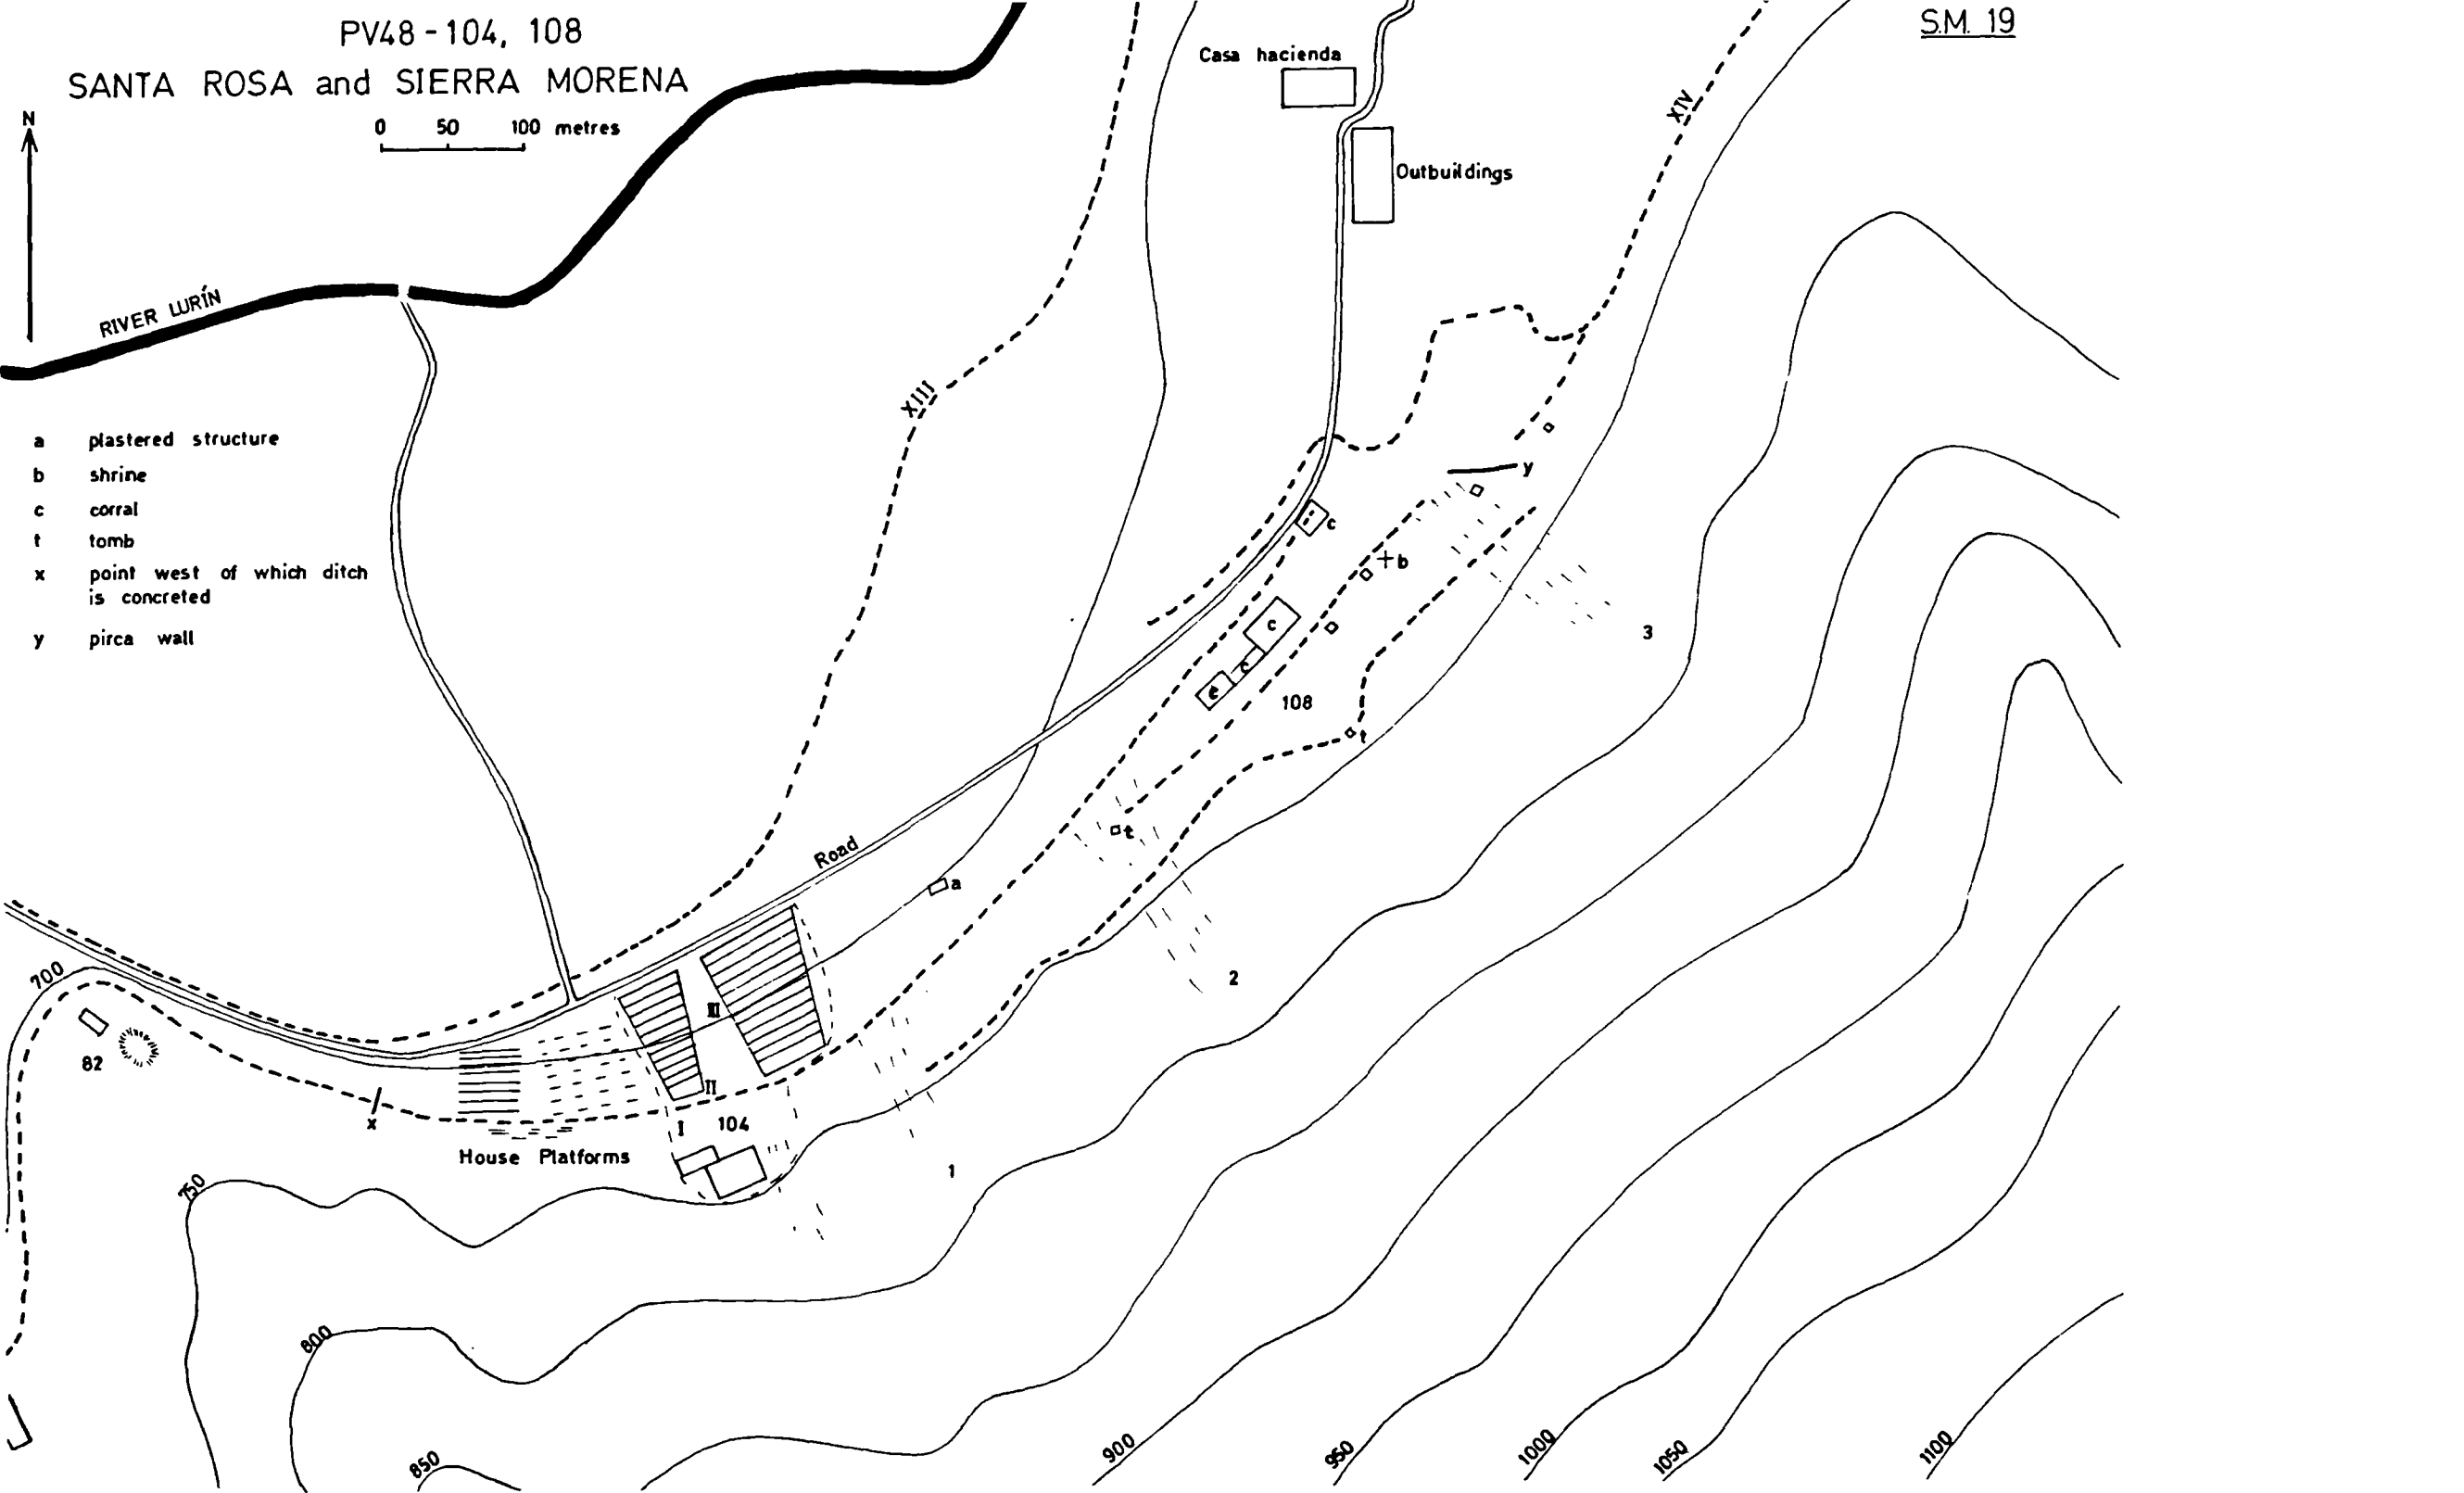 PV48-104, 108
SANTA ROSA and SIERRA MORENA
S.M. 19
N
0 50 100 metres
Casa hacienda
Outbuildings
XIV
RIVER LURÍN
XIII
a plastered structure
b shrine
c corral
t tomb
x point west of which ditch
is concreted
y pirca wall
y
c
b
c
c
c
3
108
t
t
Road
a
2
700
82
III
II
x
I 104
House Platforms
1
750
800
850
900
950
1000
1050
1100